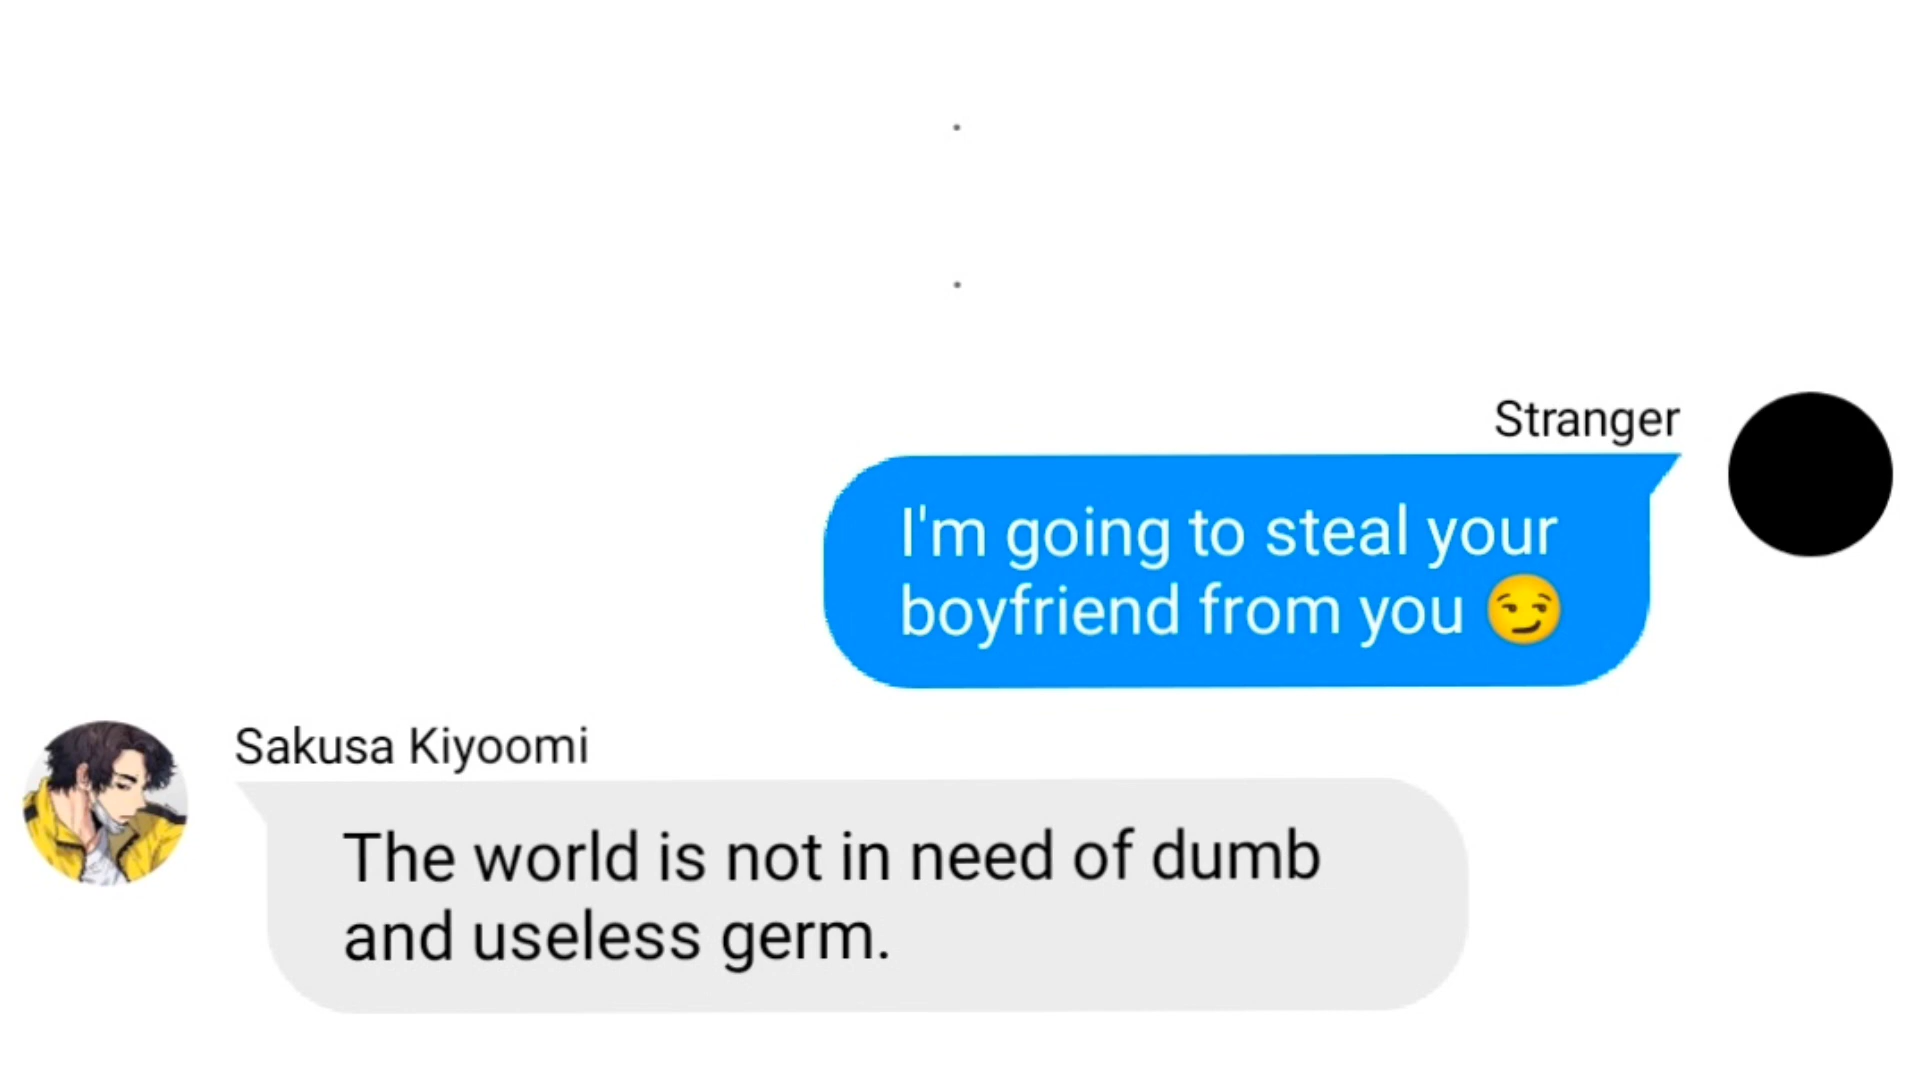 .
.
Stranger
I'm going to steal your
boyfriend from you 😏
Sakusa Kiyoomi
The world is not in need of dumb
and useless germ.